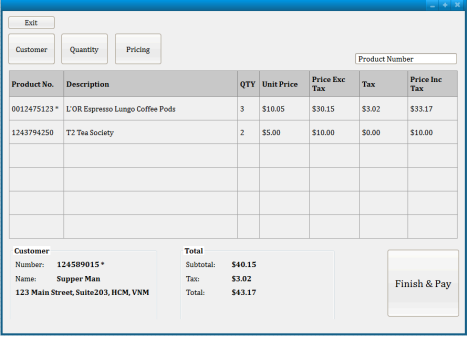 Exit
Customer Quantity Pricing
Product Number
Product No. Description QTY Unit Price Price Exc Tax Tax Price Inc Tax
0012475123 * L'OR Espresso Lungo Coffee Pods 3 $10.05 $30.15 $3.02 $33.17
1243794250 T2 Tea Society 2 $5.00 $10.00 $0.00 $10.00
Customer
Number: 124589015 *
Name: Supper Man
123 Main Street, Suite203, HCM, VNM
Total
Subtotal: $40.15
Tax: $3.02
Total: $43.17
Finish & Pay